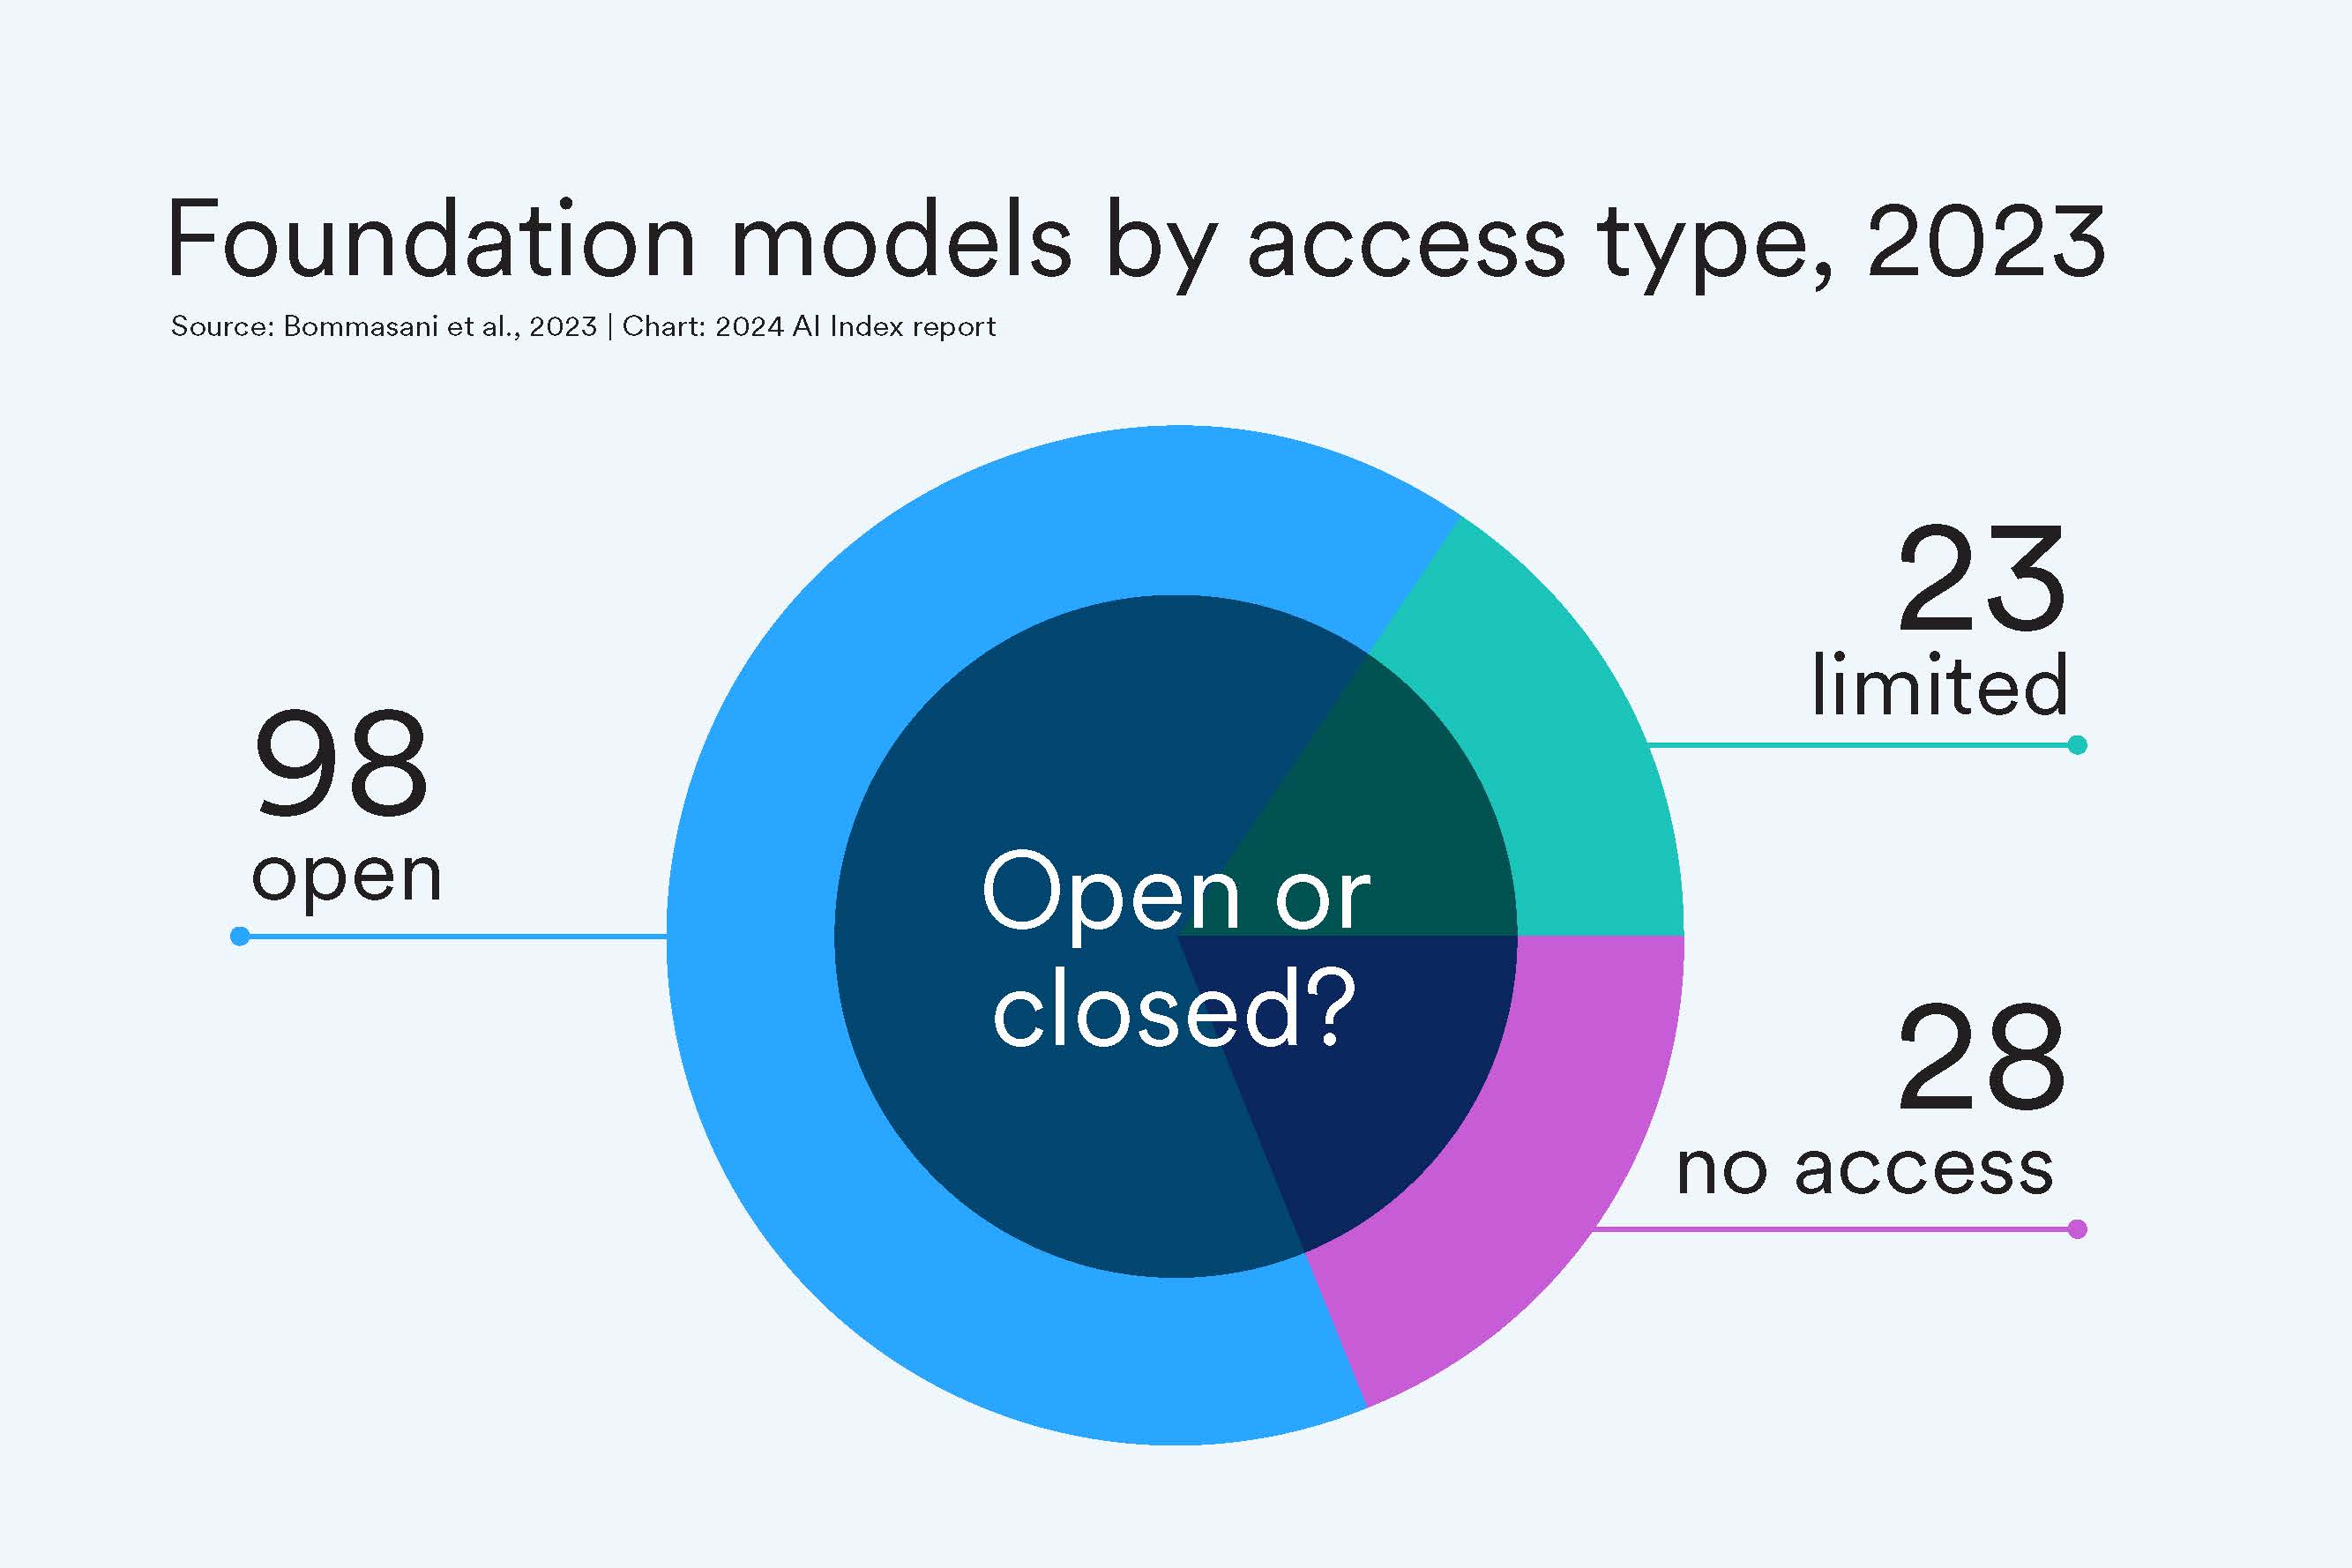 Foundation models by access type, 2023
Source: Bommasani et al., 2023 | Chart: 2024 AI Index report
98
open
Open or
closed?
23
limited
28
no access